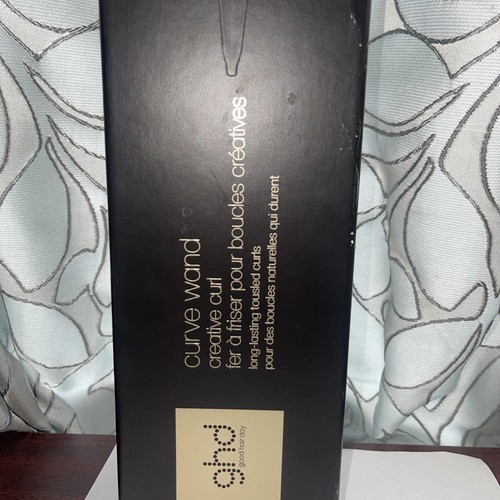 curve wand
creative curl
fer à friser pour boucles créatives
long-lasting tousled curls
pour des boucles naturelles qui durent
ghd
good hair day